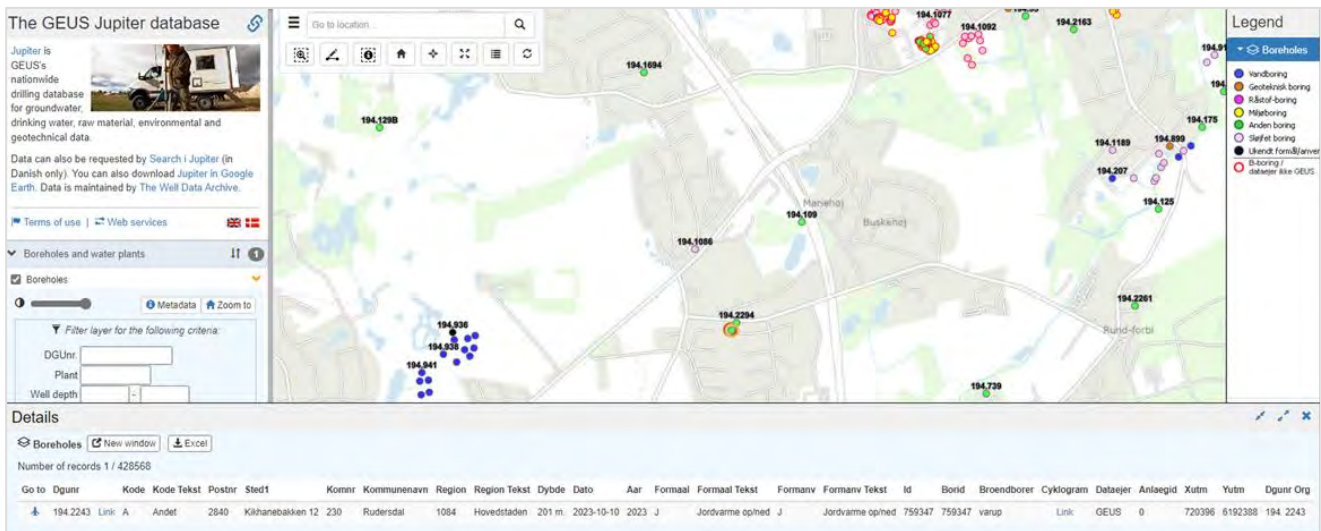 The GEUS Jupiter database
Jupiter is
GEUS's
nationwide
drilling database
for groundwater,
drinking water, raw material, environmental and
geotechnical data.
Data can also be requested by Search i Jupiter (in
Danish only). You can also download Jupiter in Google
Earth. Data is maintained by The Well Data Archive.
Terms of use | Web services
Boreholes and water plants 1
Boreholes
Metadata Zoom to
Filter layer for the following criteria:
DGUnr.
Plant
Well depth -
Go to location...
194.1077
194.1092
194.2163
194.1694
194.129B
194.175
194.1189
194.899
194.207
194.125
Mariehøj
194.109
Buskehøj
194.1086
194.2261
194.2294
Rund-forbi
194.936
194.938
194.941
194.739
Legend
Boreholes
Vandboring
Geoteknisk boring
Råstof-boring
Miljøboring
Anden boring
Sløjfet boring
Ukendt formål/anver
B-boring /
dataejer ikke GEUS
Details
Boreholes New window Excel
Number of records 1 / 428568
Go to Dgunr Kode Kode Tekst Postnr Sted1 Komnr Kommunenavn Region Region Tekst Dybde Dato Aar Formaal Formaal Tekst Formanv Formanv Tekst Id Borid Broendborer Cyklogram Dataejer Anlaegid Xutm Yutm Dgunr Org
194.2243 Link A Andet 2840 Kikhanebakken 12 230 Rudersdal 1084 Hovedstaden 201 m. 2023-10-10 2023 J Jordvarme op/ned J Jordvarme op/ned 759347 759347 varup Link GEUS 0 720396 6192388 194. 2243